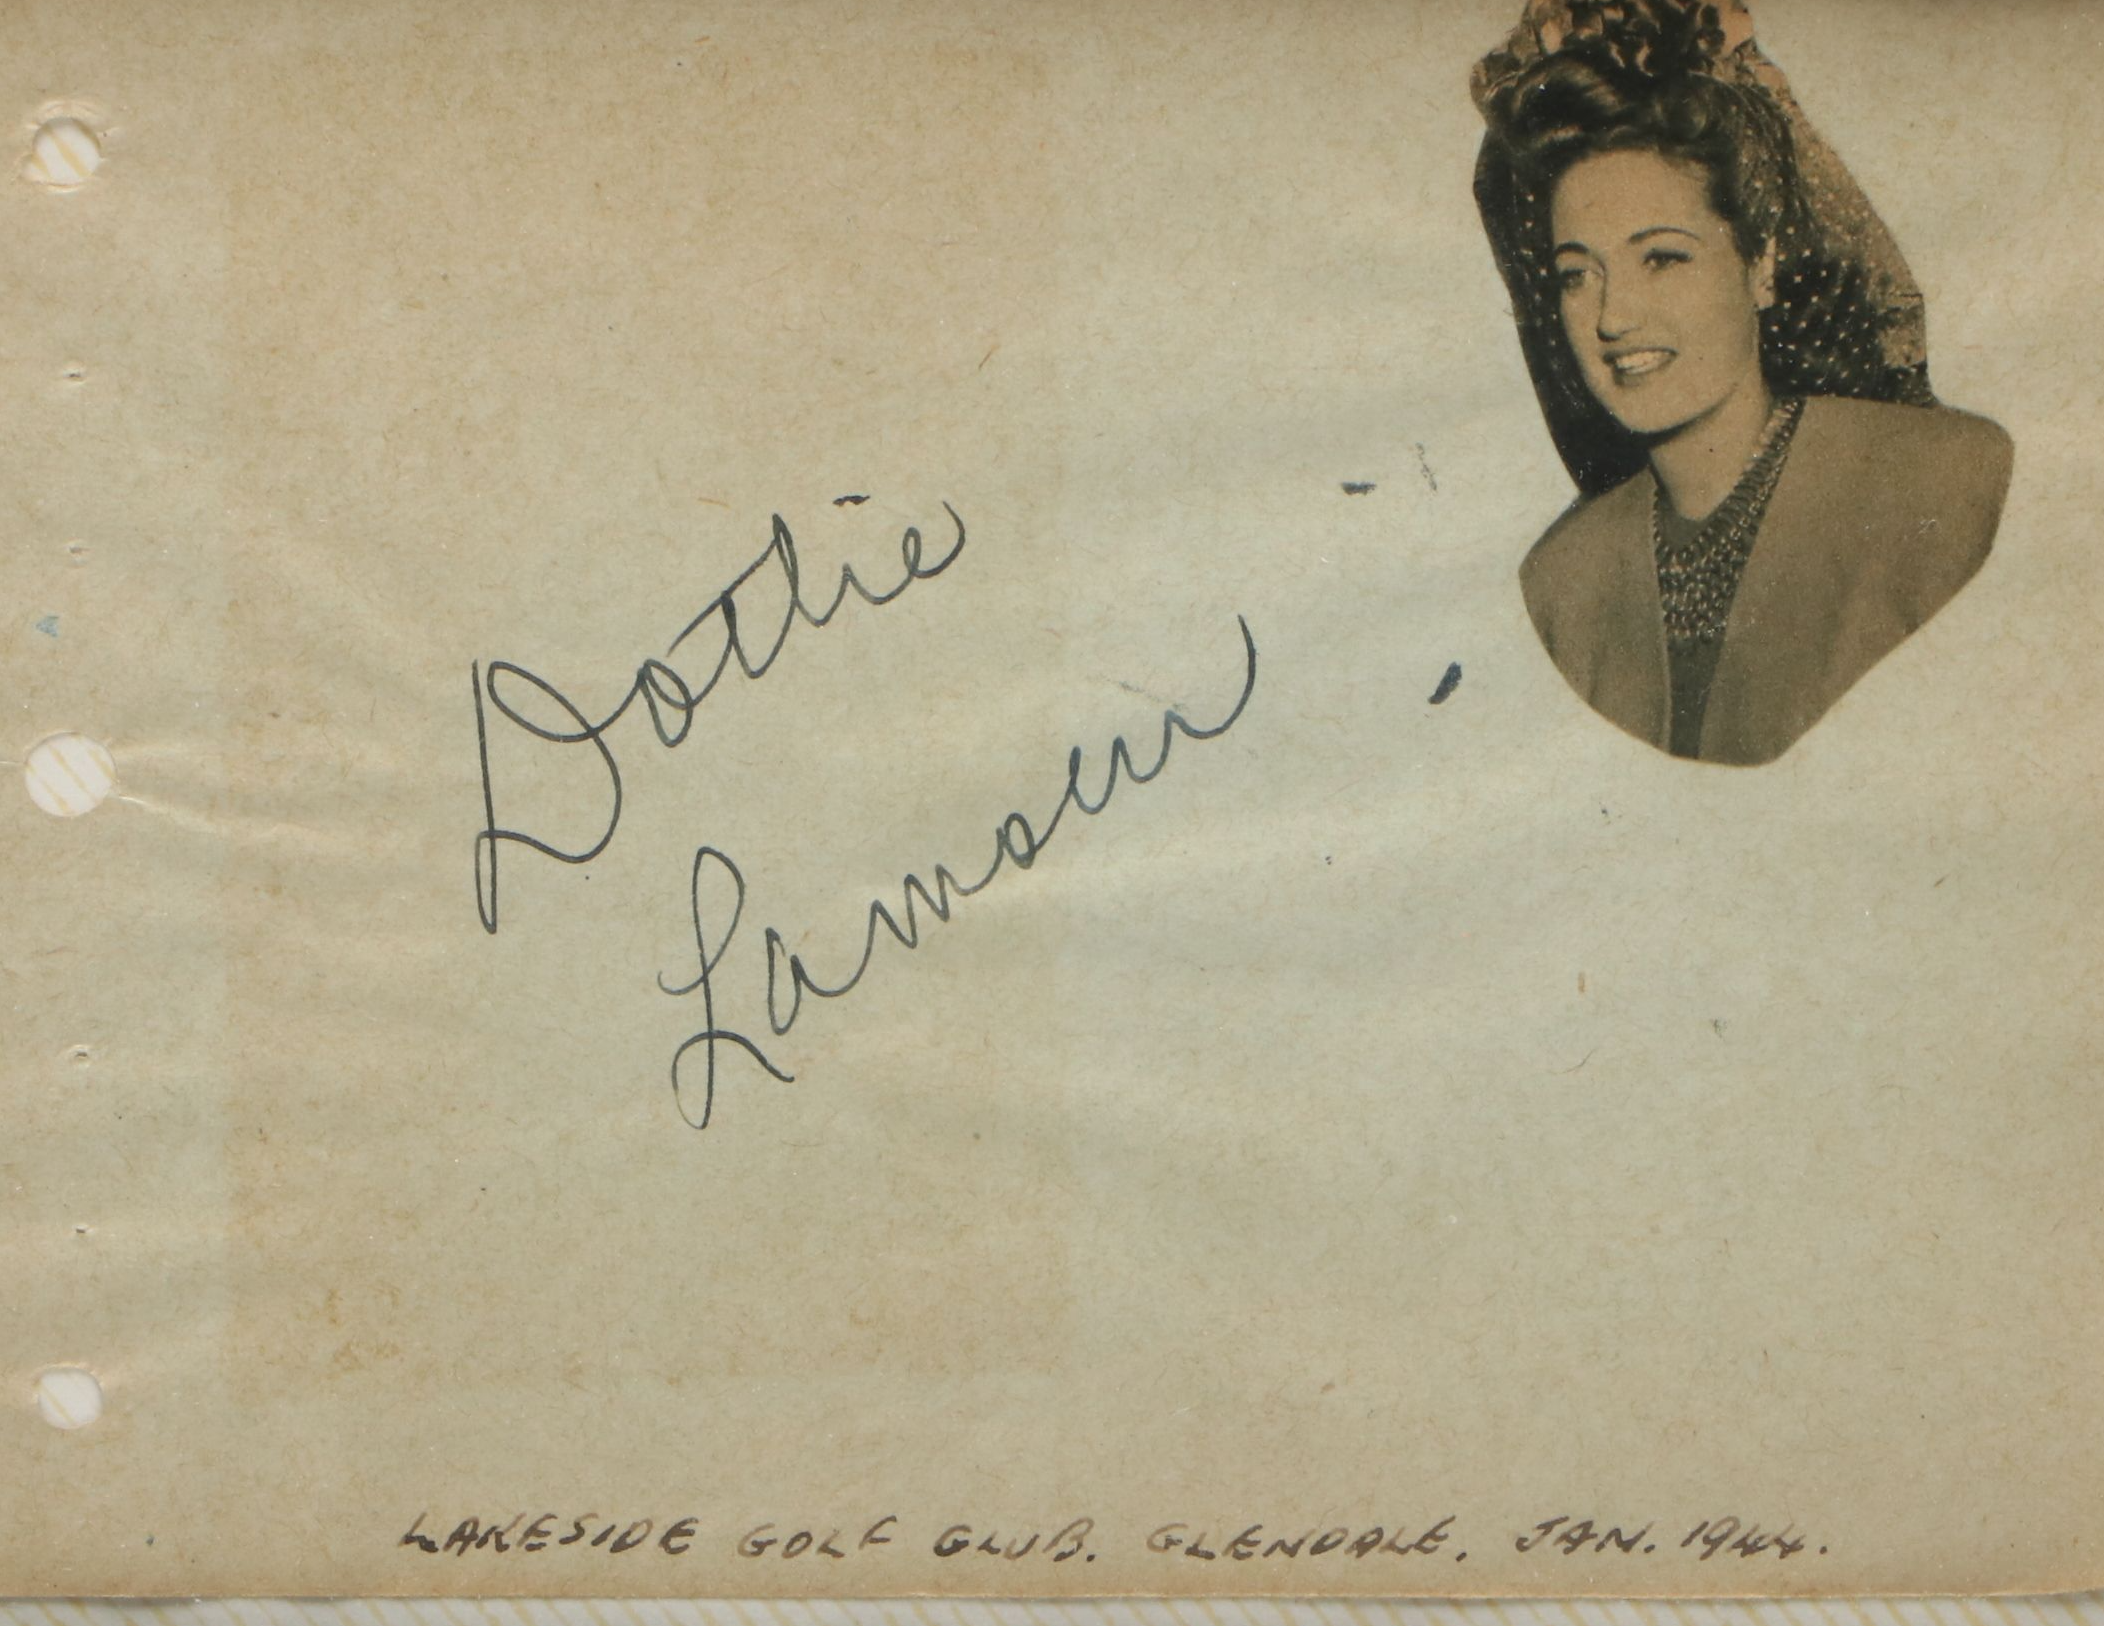 Dottie
Lamour
LAKESIDE GOLF CLUB. GLENDALE. JAN. 1944.